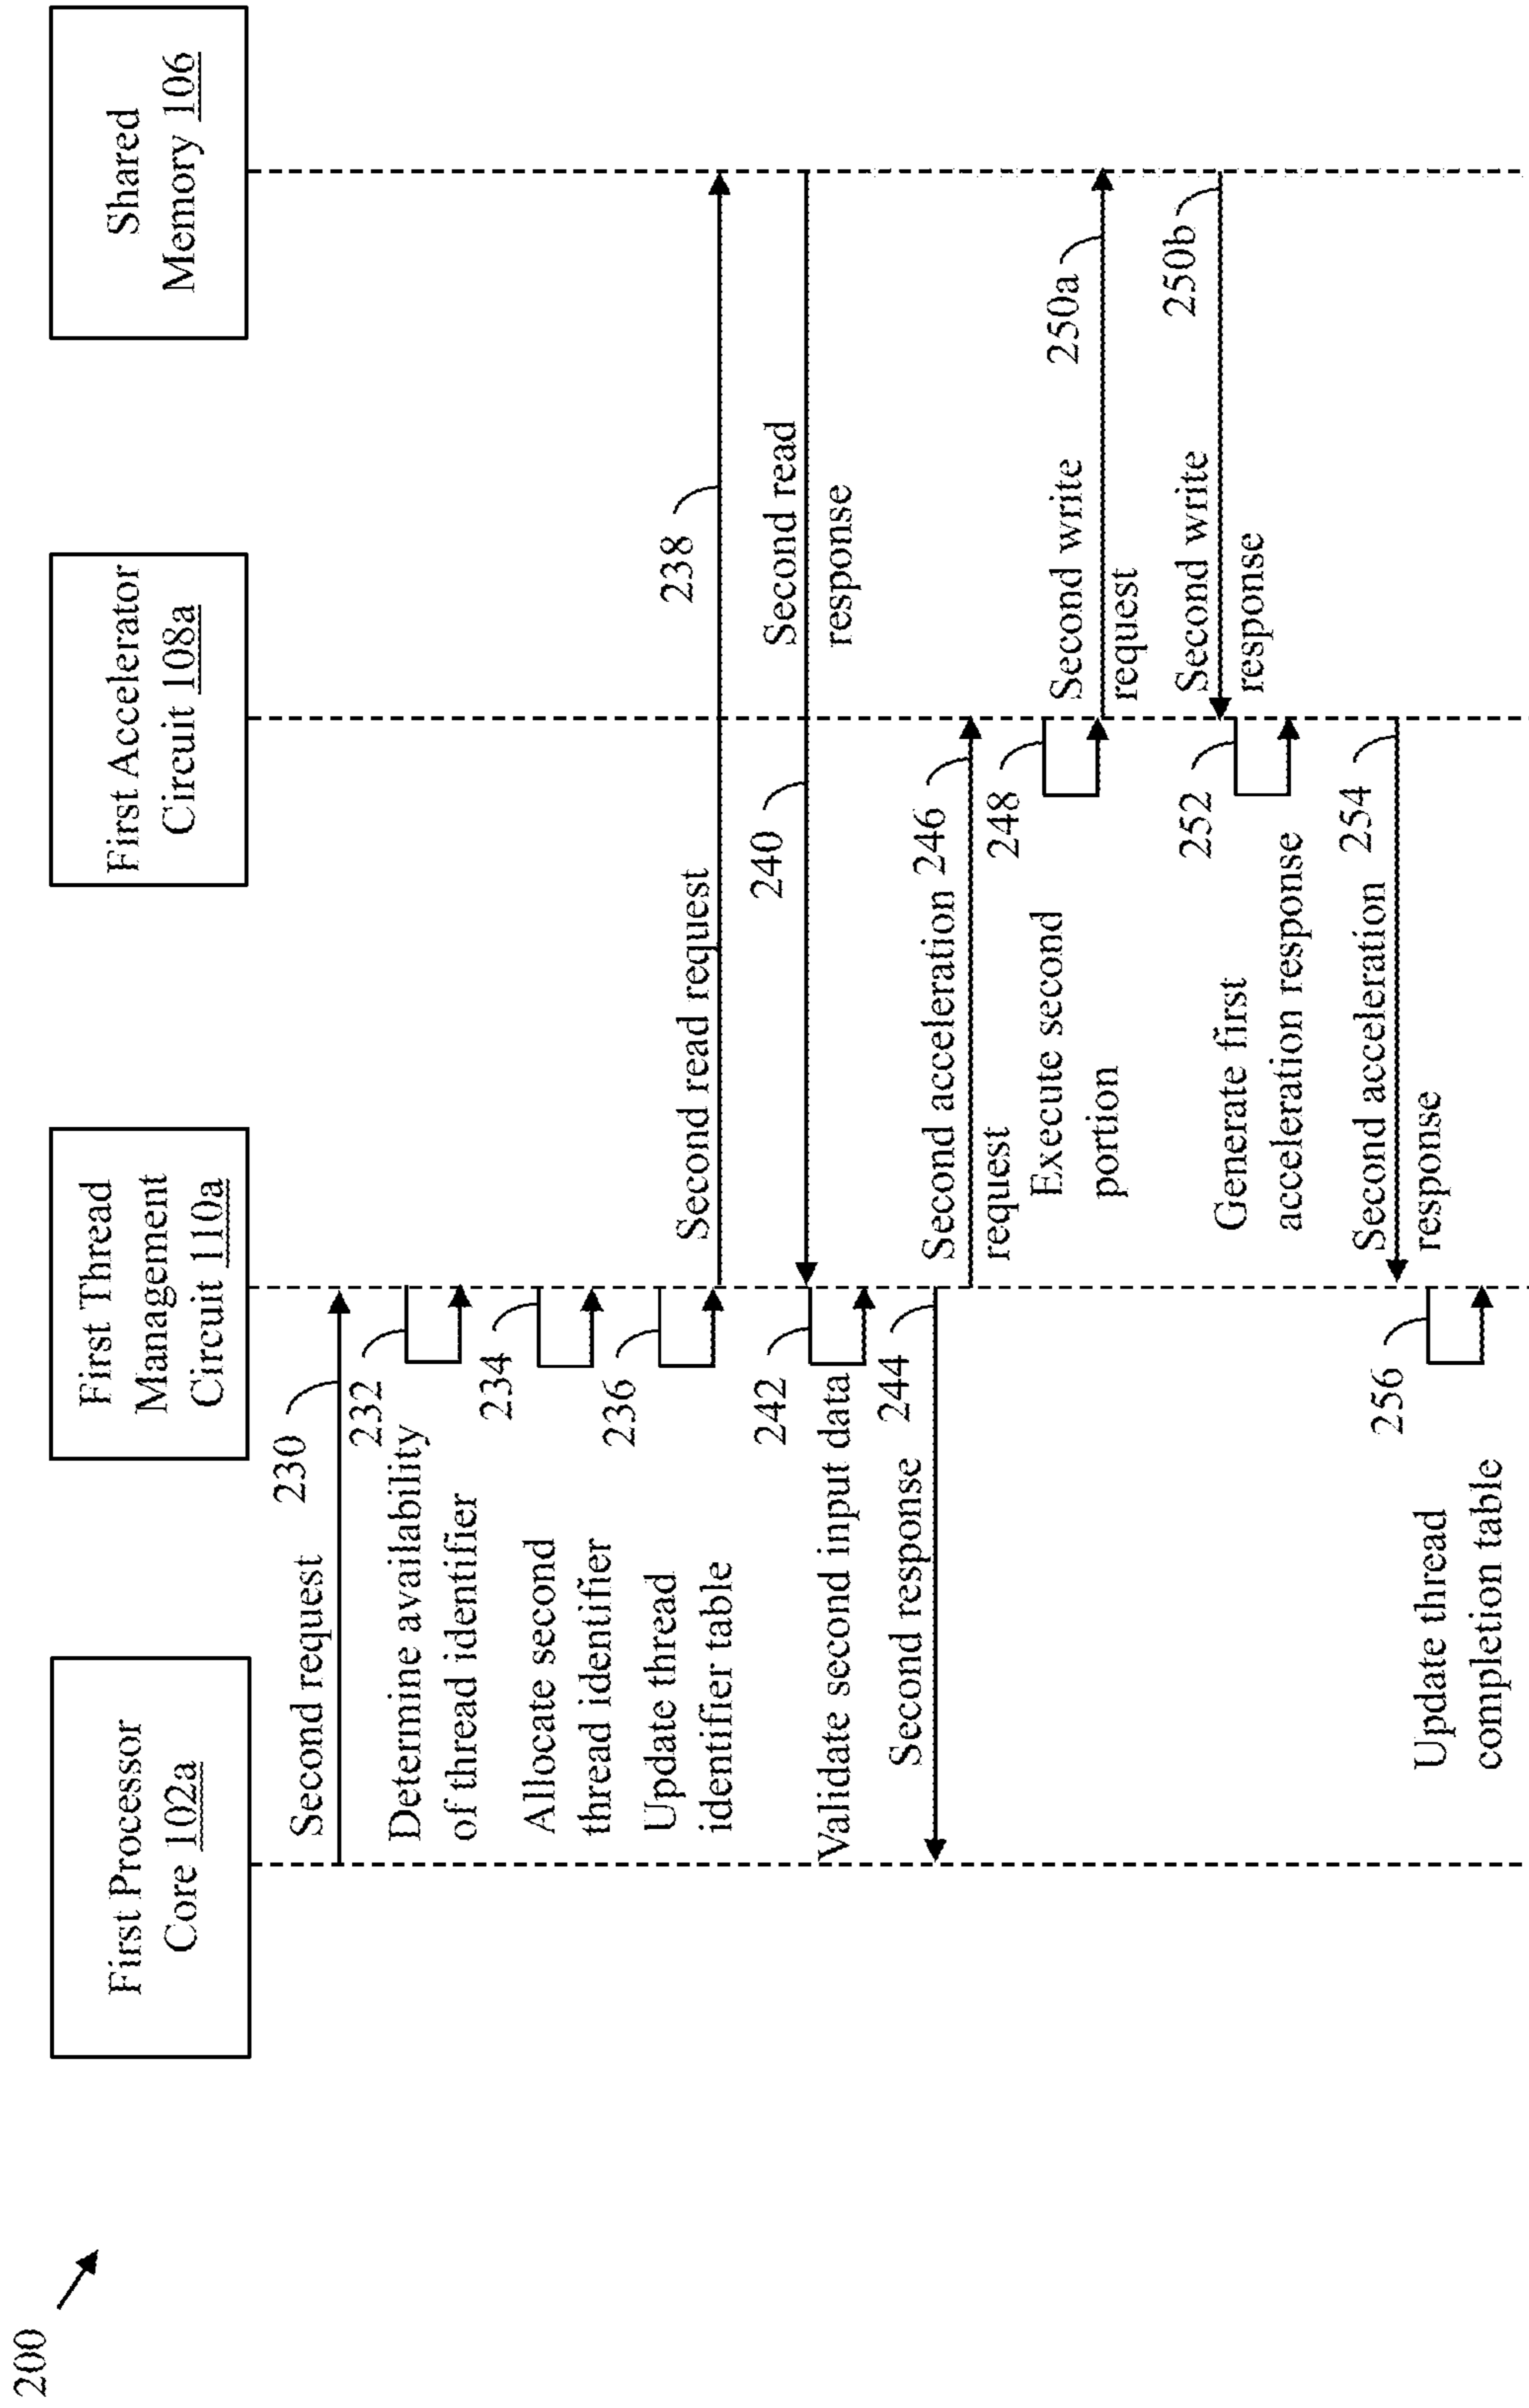 200
First Processor
Core 102a
First Thread
Management
Circuit 110a
First Accelerator
Circuit 108a
Shared
Memory 106
230
Second request
232
Determine availability
of thread identifier
234
Allocate second
thread identifier
236
Update thread
identifier table
238
Second read request
240
Second read
response
242
Validate second input data
244
Second response
246
Second acceleration
request
248
Execute second
portion
250a
Second write
request
250b
Second write
response
252
Generate first
acceleration response
254
Second acceleration
response
256
Update thread
completion table